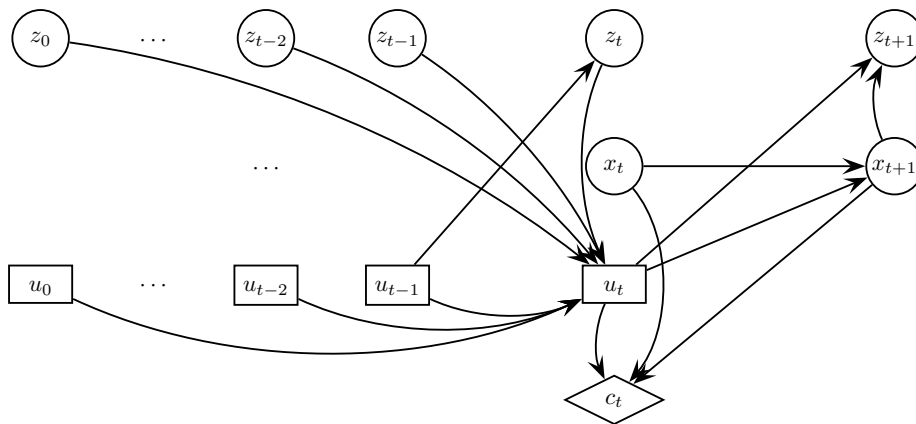 z_0 ··· z_{t−2} z_{t−1} z_t z_{t+1}
··· x_t x_{t+1}
u_0 ··· u_{t−2} u_{t−1} u_t
c_t